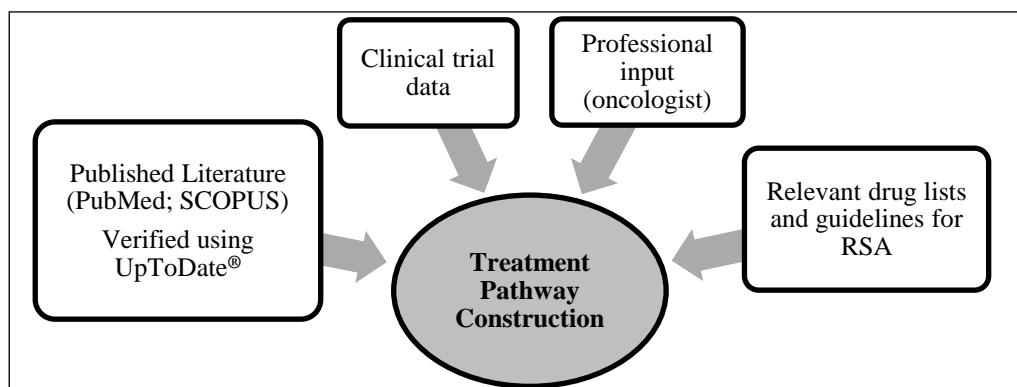 Published Literature
(PubMed; SCOPUS)
Verified using
UpToDate®
Clinical trial
data
Professional
input
(oncologist)
Relevant drug lists
and guidelines for
RSA
Treatment
Pathway
Construction